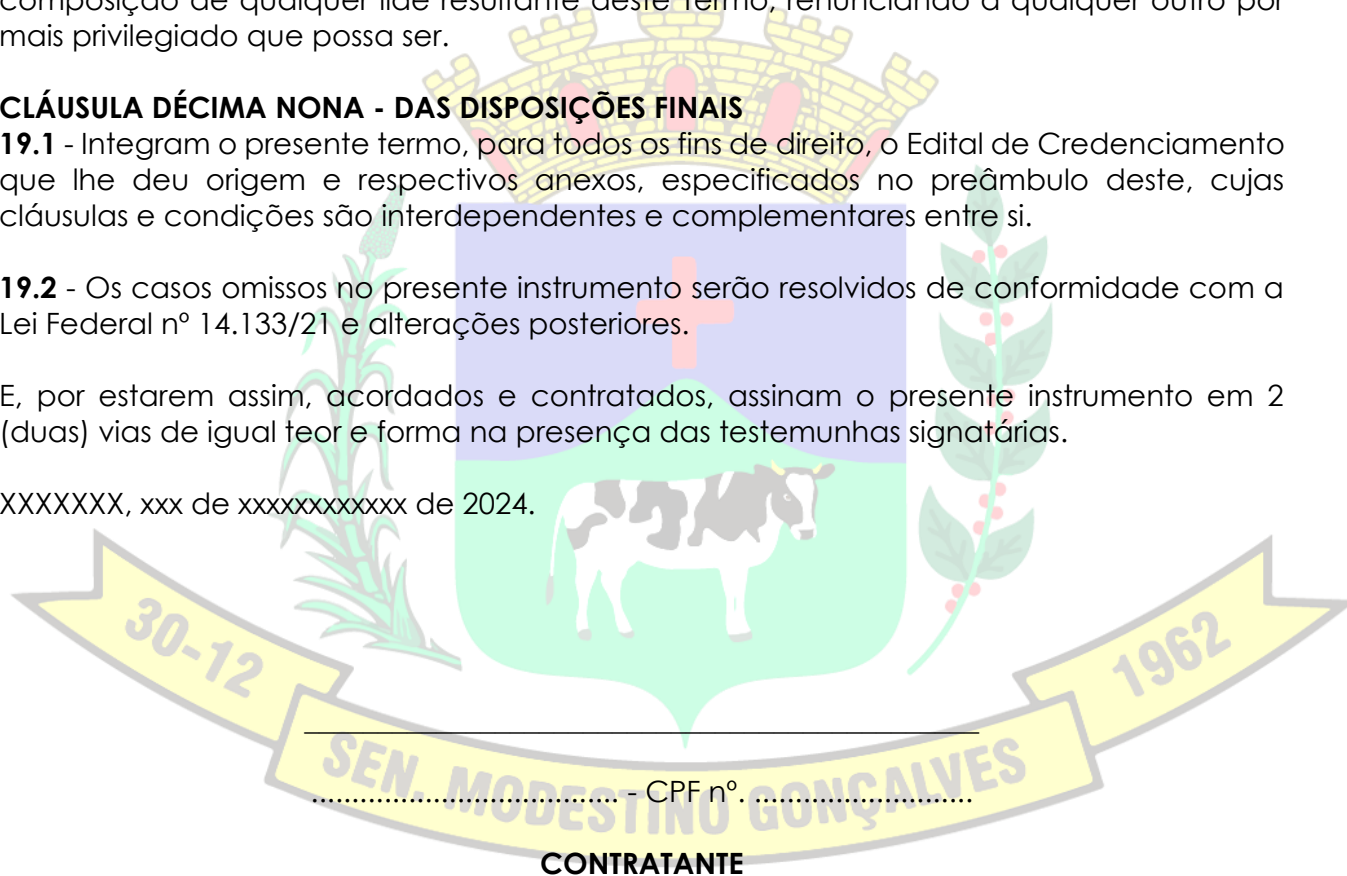 composição de qualquer lide resultante deste Termo, renunciando a qualquer outro por
mais privilegiado que possa ser.
CLÁUSULA DÉCIMA NONA - DAS DISPOSIÇÕES FINAIS
19.1 - Integram o presente termo, para todos os fins de direito, o Edital de Credenciamento
que lhe deu origem e respectivos anexos, especificados no preâmbulo deste, cujas
cláusulas e condições são interdependentes e complementares entre si.
19.2 - Os casos omissos no presente instrumento serão resolvidos de conformidade com a
Lei Federal nº 14.133/21 e alterações posteriores.
E, por estarem assim, acordados e contratados, assinam o presente instrumento em 2
(duas) vias de igual teor e forma na presença das testemunhas signatárias.
XXXXXXX, xxx de xxxxxxxxxxxx de 2024.
30-12
1962
SEN. MODESTINO GONÇALVES
...................................... - CPF nº. ...........................
CONTRATANTE